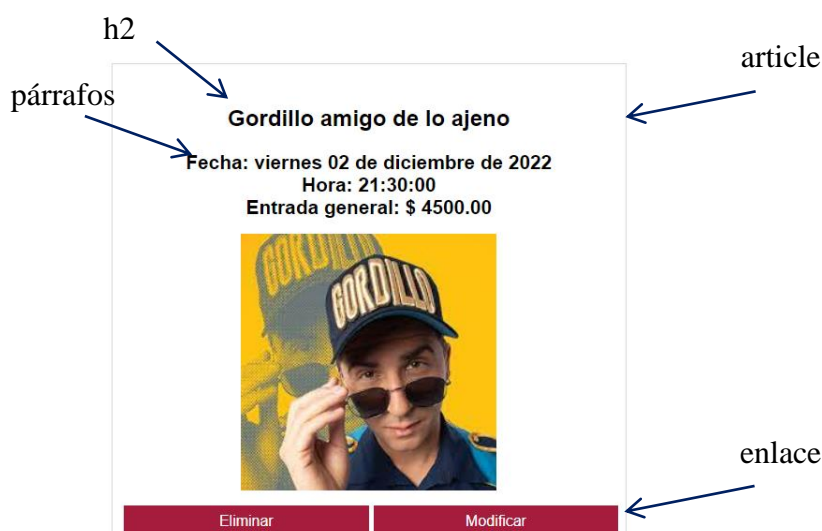 h2
article
párrafos
Gordillo amigo de lo ajeno
Fecha: viernes 02 de diciembre de 2022
Hora: 21:30:00
Entrada general: $ 4500.00
GORDILLO
GORDILLO
enlace
Eliminar
Modificar